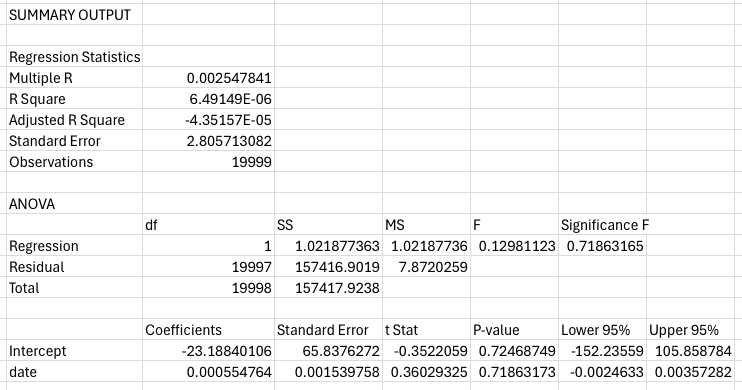 SUMMARY OUTPUT
Regression Statistics
Multiple R 0.002547841
R Square 6.49149E-06
Adjusted R Square -4.35157E-05
Standard Error 2.805713082
Observations 19999
ANOVA
df SS MS F Significance F
Regression 1 1.021877363 1.02187736 0.12981123 0.71863165
Residual 19997 157416.9019 7.8720259
Total 19998 157417.9238
Coefficients Standard Error t Stat P-value Lower 95% Upper 95%
Intercept -23.18840106 65.8376272 -0.3522059 0.72468749 -152.23559 105.858784
date 0.000554764 0.001539758 0.36029325 0.71863173 -0.0024633 0.00357282